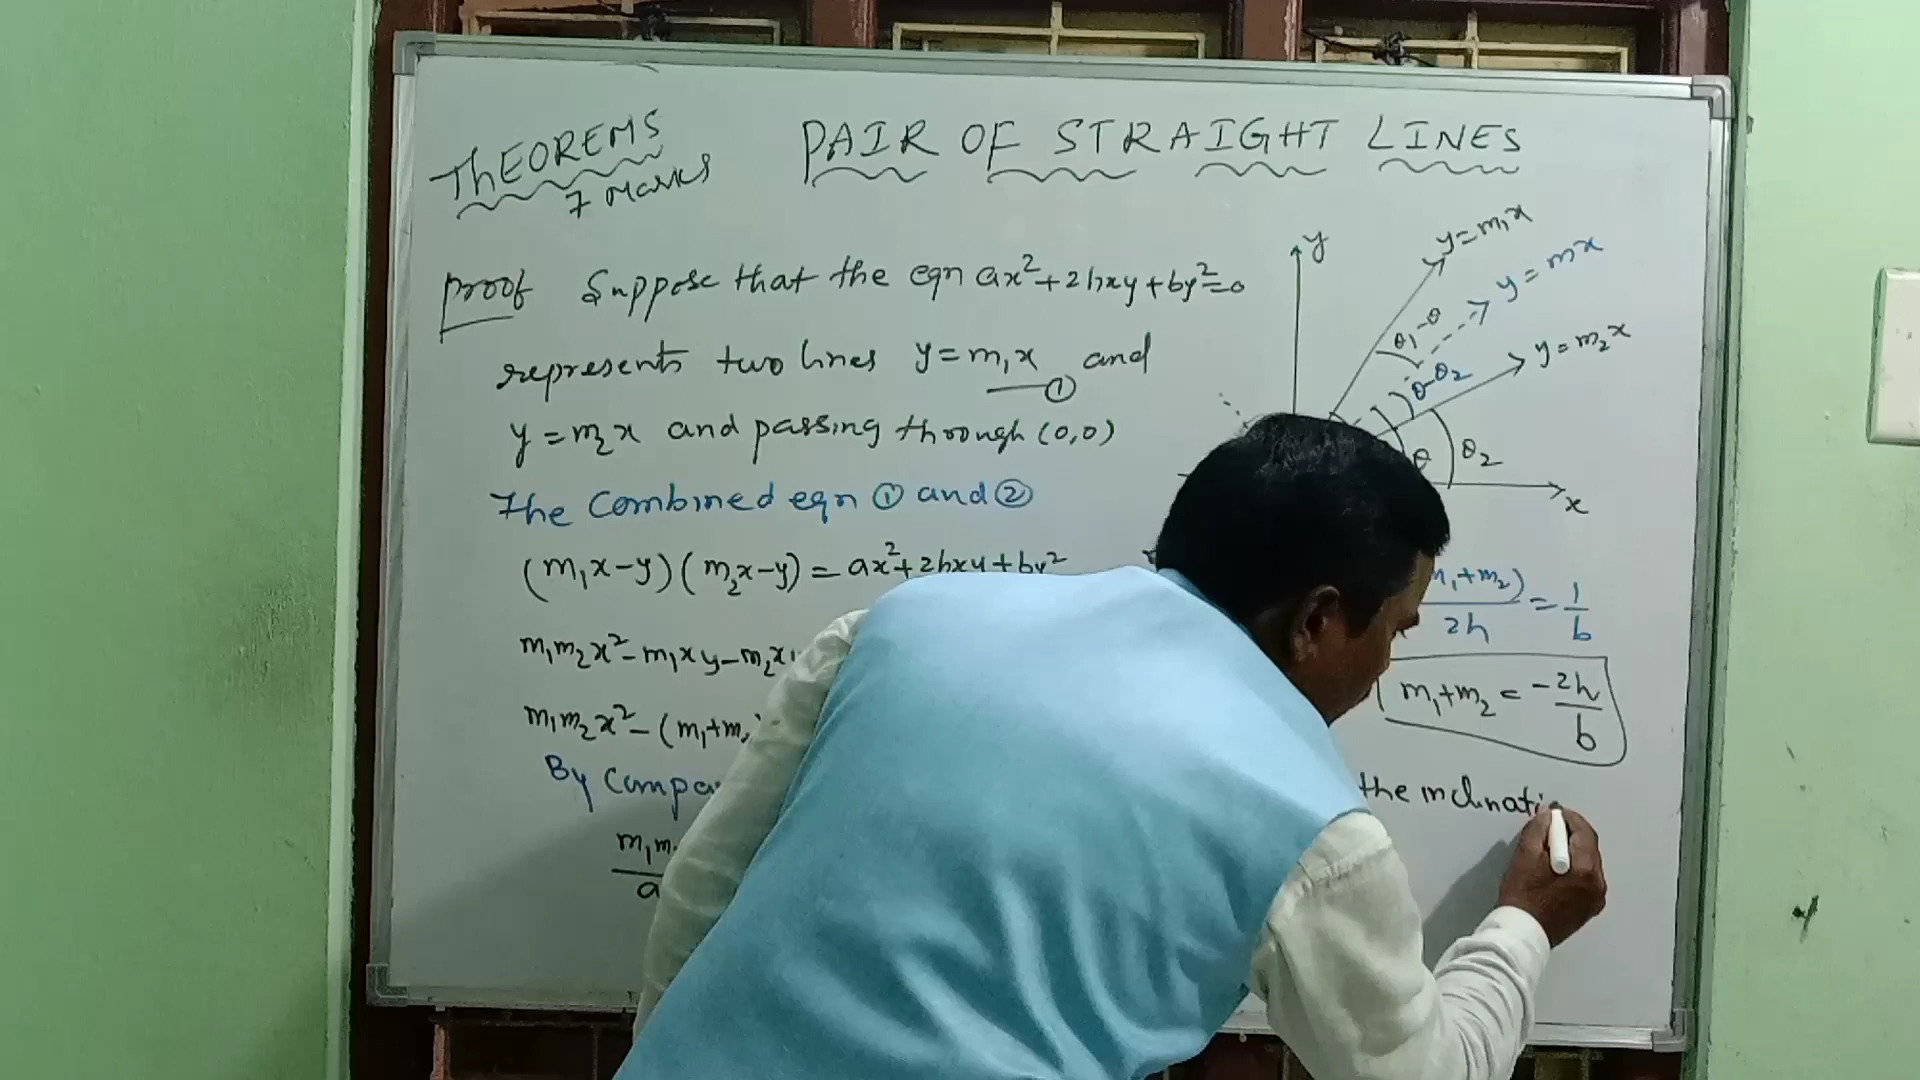 THEOREMS
7 Marks
PAIR OF STRAIGHT LINES
Proof Suppose that the eqn ax²+2hxy+by²=0
represents two lines y=m₁x and
①
y=m₂x and passing through (0,0)
The Combined eqn ① and ②
(m₁x-y)(m₂x-y)=ax²+2hxy+by²
m₁m₂x²-m₁xy-m₂x
m₁m₂x²-(m₁+m
By Compa
m₁m
a
y
y=m₁x
y=mx
y=m₂x
θ₁-θ
θ-θ₂
θ
θ₂
x
m₁+m₂)/2h = 1/b
m₁+m₂ = -2h/b
the inclinati